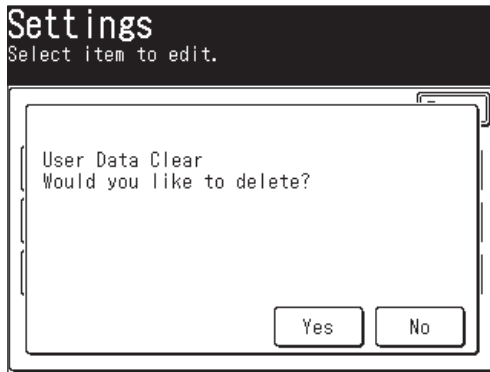 Settings
Select item to edit.
User Data Clear
Would you like to delete?
Yes
No